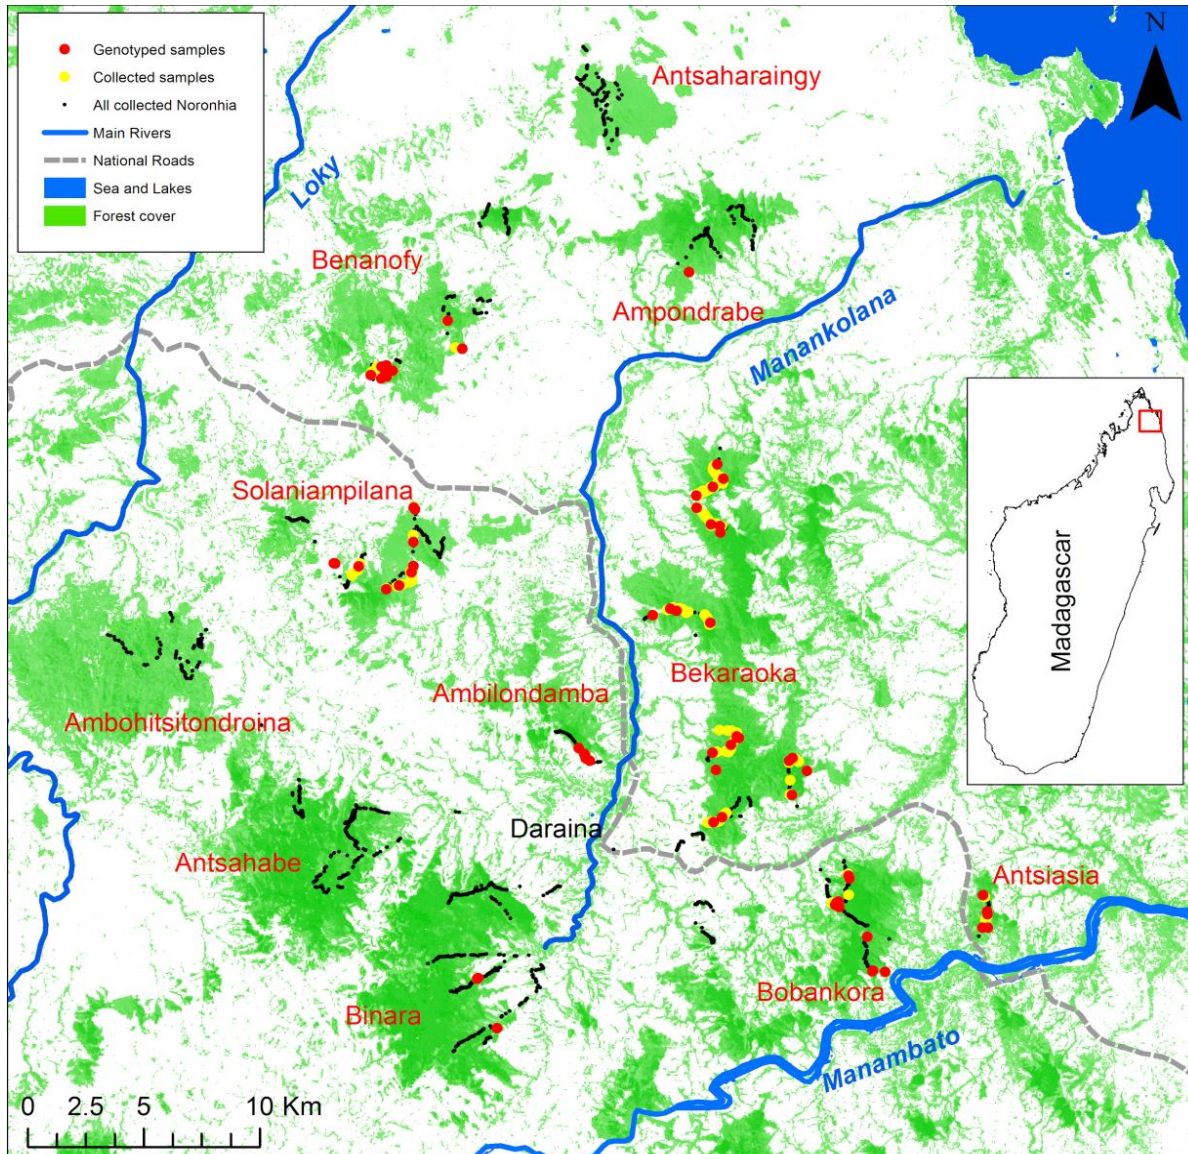 Genotyped samples
Collected samples
All collected Noronhia
Main Rivers
National Roads
Sea and Lakes
Forest cover
N
Antsaharaingy
Loky
Benanofy
Ampondrabe
Manankolana
Solaniampilana
Madagascar
Bekaraoka
Ambilondamba
Ambohitsitondroina
Daraina
Antsahabe
Antsiasia
Bobankora
Binara
Manambato
0 2.5 5 10 Km